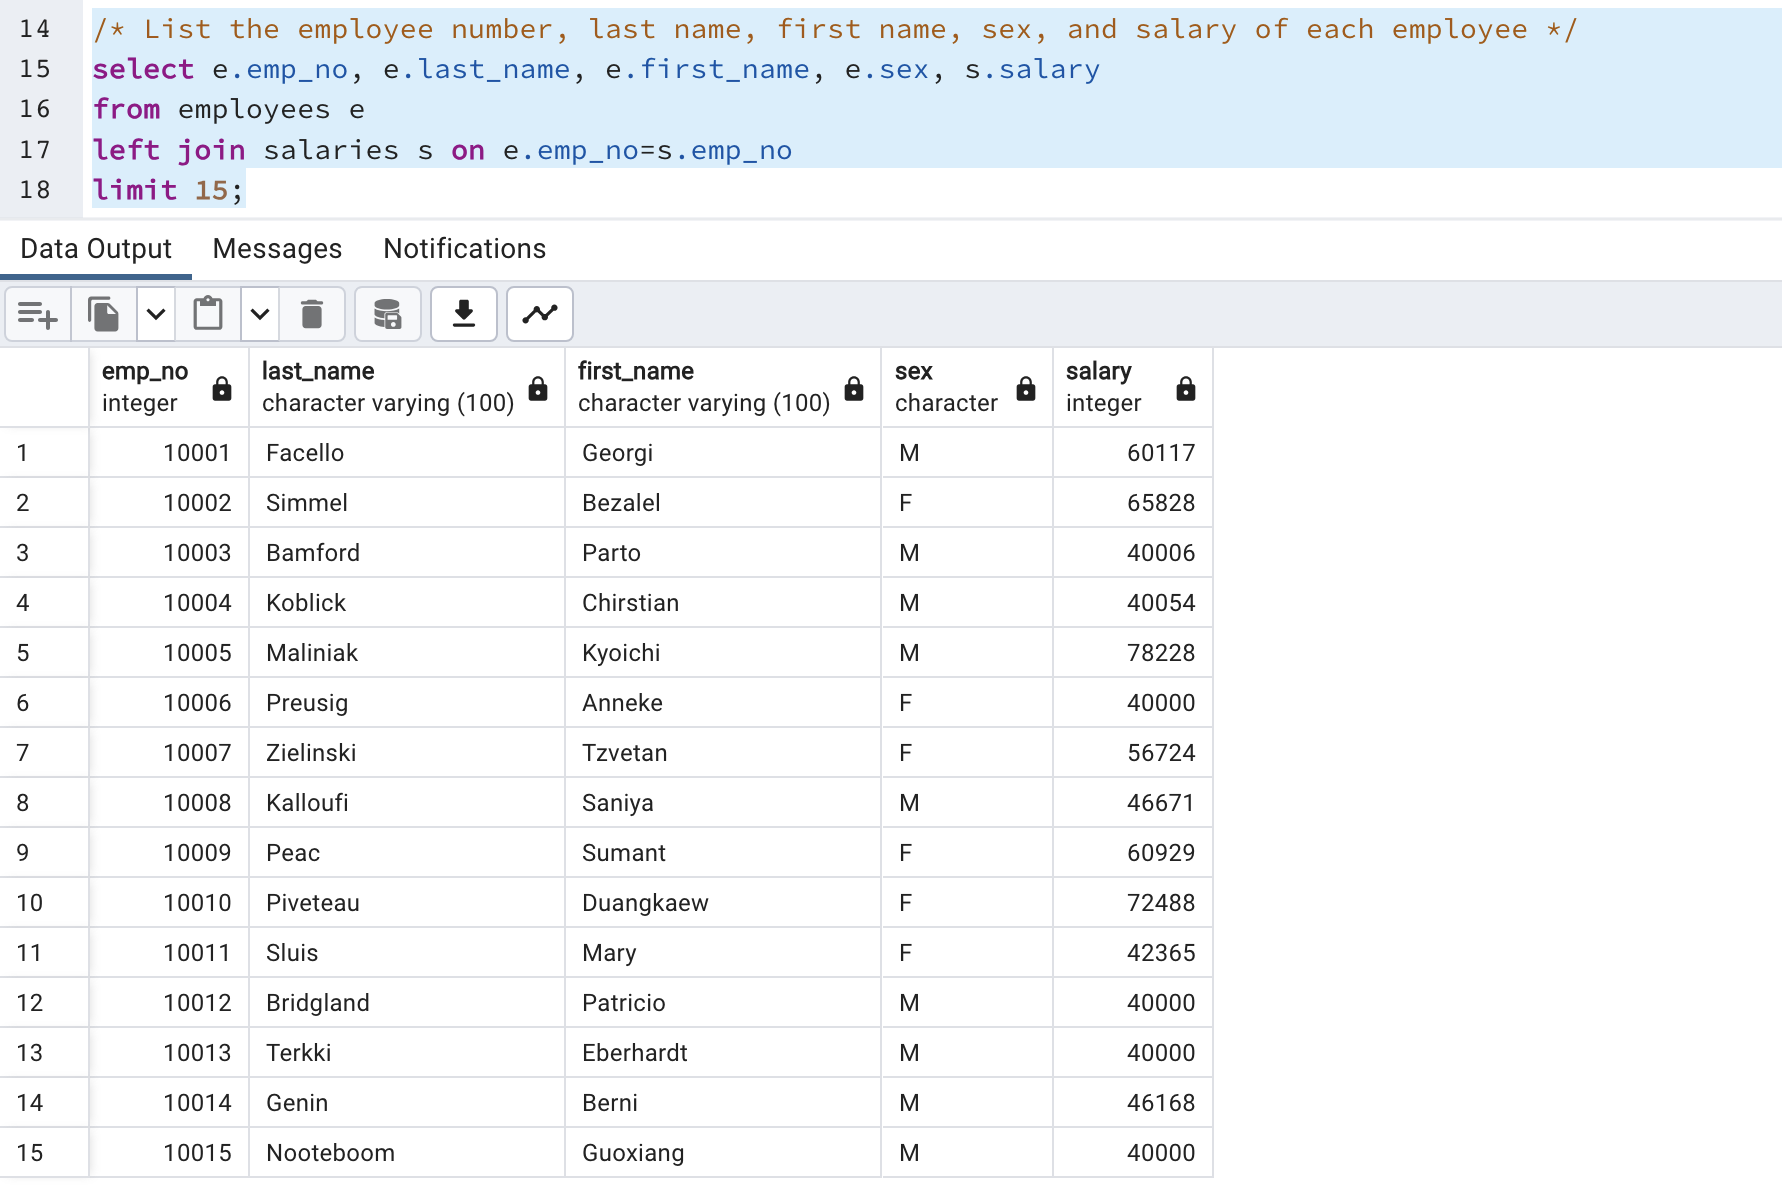 14 /* List the employee number, last name, first name, sex, and salary of each employee */
15 select e.emp_no, e.last_name, e.first_name, e.sex, s.salary
16 from employees e
17 left join salaries s on e.emp_no=s.emp_no
18 limit 15;
Data Output Messages Notifications
emp_no last_name first_name sex salary
integer character varying (100) character varying (100) character integer
1 10001 Facello Georgi M 60117
2 10002 Simmel Bezalel F 65828
3 10003 Bamford Parto M 40006
4 10004 Koblick Chirstian M 40054
5 10005 Maliniak Kyoichi M 78228
6 10006 Preusig Anneke F 40000
7 10007 Zielinski Tzvetan F 56724
8 10008 Kalloufi Saniya M 46671
9 10009 Peac Sumant F 60929
10 10010 Piveteau Duangkaew F 72488
11 10011 Sluis Mary F 42365
12 10012 Bridgland Patricio M 40000
13 10013 Terkki Eberhardt M 40000
14 10014 Genin Berni M 46168
15 10015 Nooteboom Guoxiang M 40000